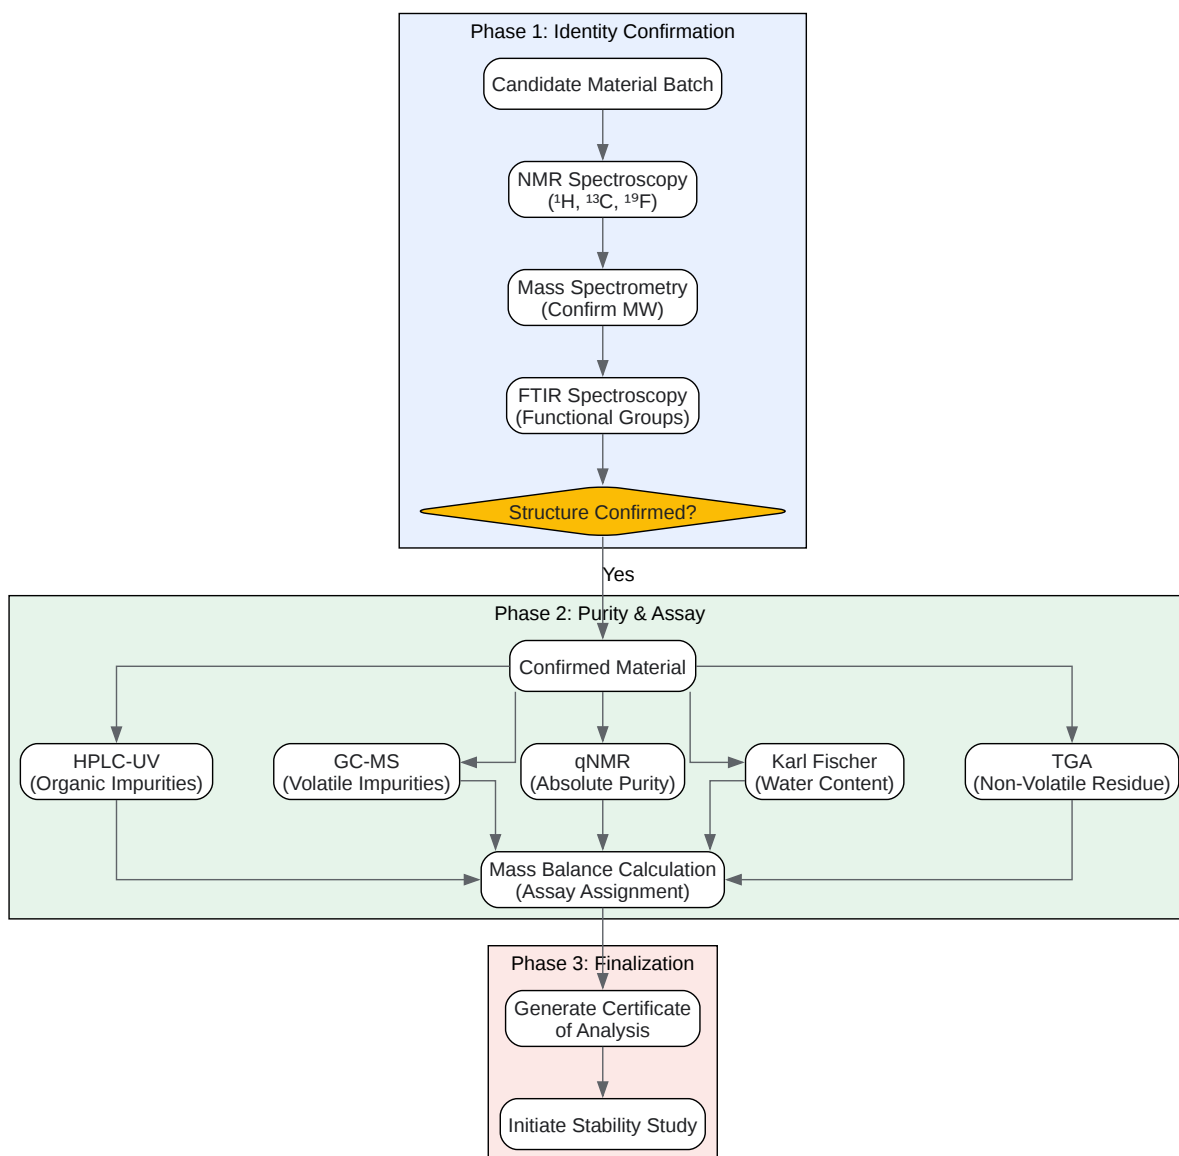 Phase 1: Identity Confirmation
Candidate Material Batch
NMR Spectroscopy
(¹H, ¹³C, ¹⁹F)
Mass Spectrometry
(Confirm MW)
FTIR Spectroscopy
(Functional Groups)
Structure Confirmed?
Yes
Phase 2: Purity & Assay
Confirmed Material
HPLC-UV
(Organic Impurities)
GC-MS
(Volatile Impurities)
qNMR
(Absolute Purity)
Karl Fischer
(Water Content)
TGA
(Non-Volatile Residue)
Mass Balance Calculation
(Assay Assignment)
Phase 3: Finalization
Generate Certificate
of Analysis
Initiate Stability Study